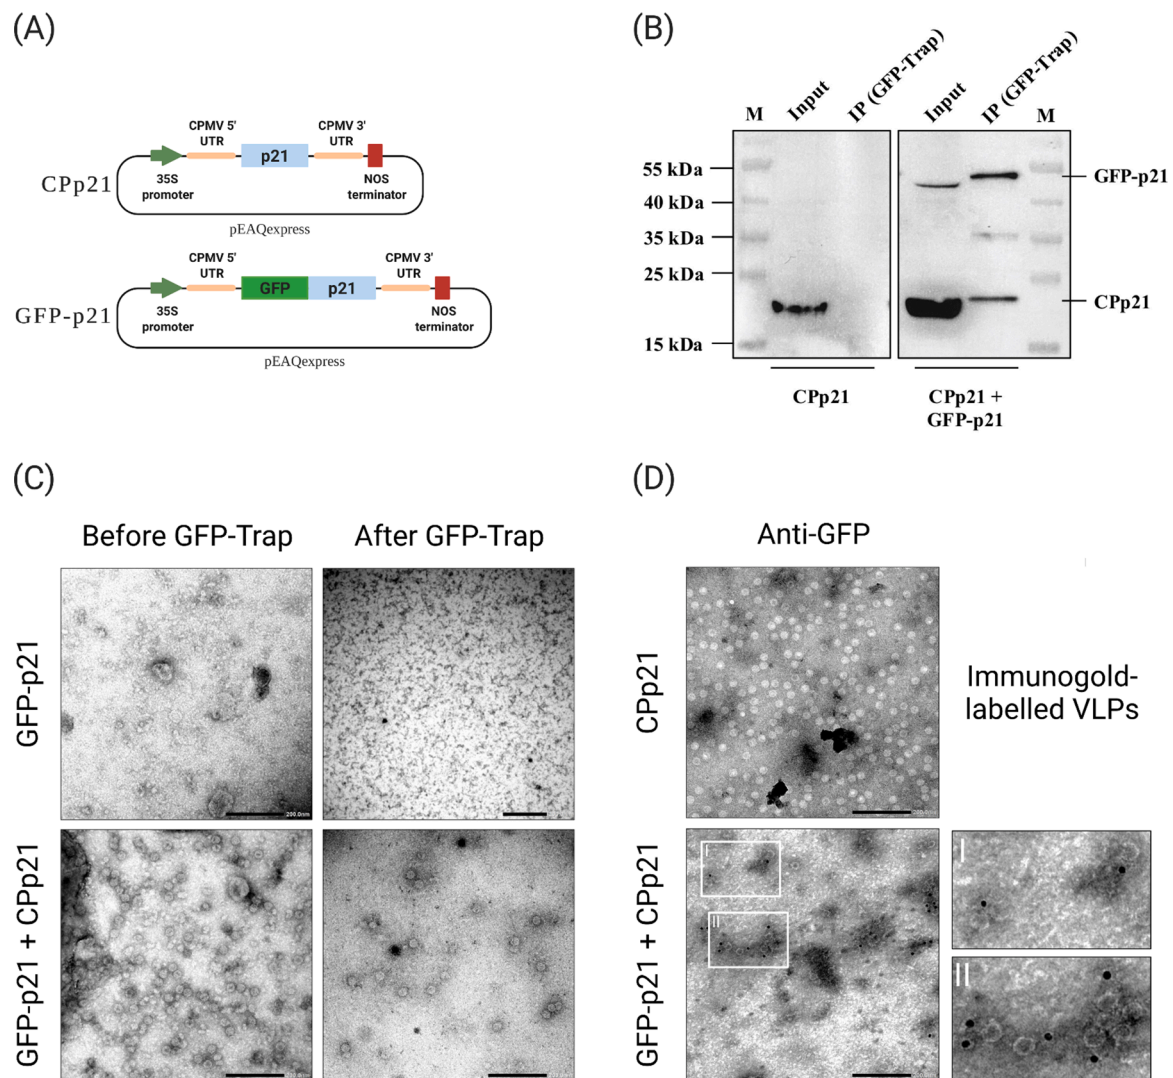 (A)
CPMV 5'
UTR
CPMV 3'
UTR
p21
CPp21
35S
promoter
NOS
terminator
pEAQexpress
CPMV 5'
UTR
CPMV 3'
UTR
GFP
p21
GFP-p21
35S
promoter
NOS
terminator
pEAQexpress
(B)
M
Input
IP (GFP-Trap)
Input
IP (GFP-Trap)
M
55 kDa
40 kDa
35 kDa
25 kDa
15 kDa
GFP-p21
CPp21
CPp21
CPp21 +
GFP-p21
(C)
Before GFP-Trap
After GFP-Trap
GFP-p21
200.0nm
GFP-p21 + CPp21
(D)
Anti-GFP
CPp21
Immunogold-
labelled VLPs
GFP-p21 + CPp21
I
II
I
II